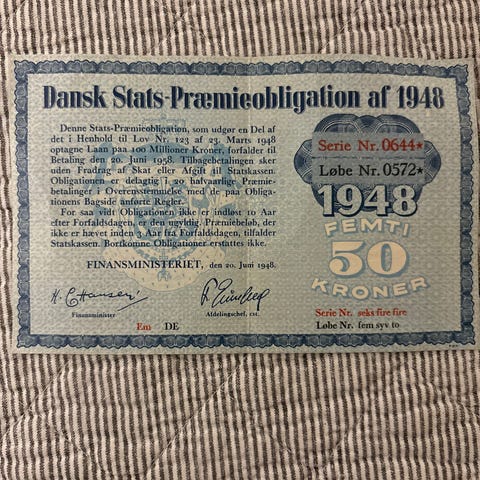 Dansk Stats-Præmieobligation af 1948
Denne Stats-Præmieobligation, som udgør en Del af
det i Henhold til Lov Nr. 123 af 23. Marts 1948
optagne Laan paa 100 Millioner Kroner, forfalder til
Betaling den 20. Juni 1958. Tilbagebetalingen sker
uden Fradrag af Skat eller Afgift til Statskassen.
Obligationen er delagtig i 20 halvaarlige Præmie-
betalinger i Overensstemmelse med de paa Obliga-
tionens Bagside anførte Regler.
For saa vidt Obligationen ikke er indløst 10 Aar
efter Forfaldsdagen, er den ugyldig. Præmiebeløb, der
ikke er hævet inden 3 Aar fra Forfaldsdagen, tilfalder
Statskassen. Bortkomne Obligationer erstattes ikke.
FINANSMINISTERIET, den 20. Juni 1948.
H. C. Hansen
Finansminister
Afdelingschef, cst.
Em DE
Serie Nr. 0644*
Løbe Nr. 0572*
1948
FEMTI
50
KRONER
Serie Nr. seks fire fire
Løbe Nr. fem syv to